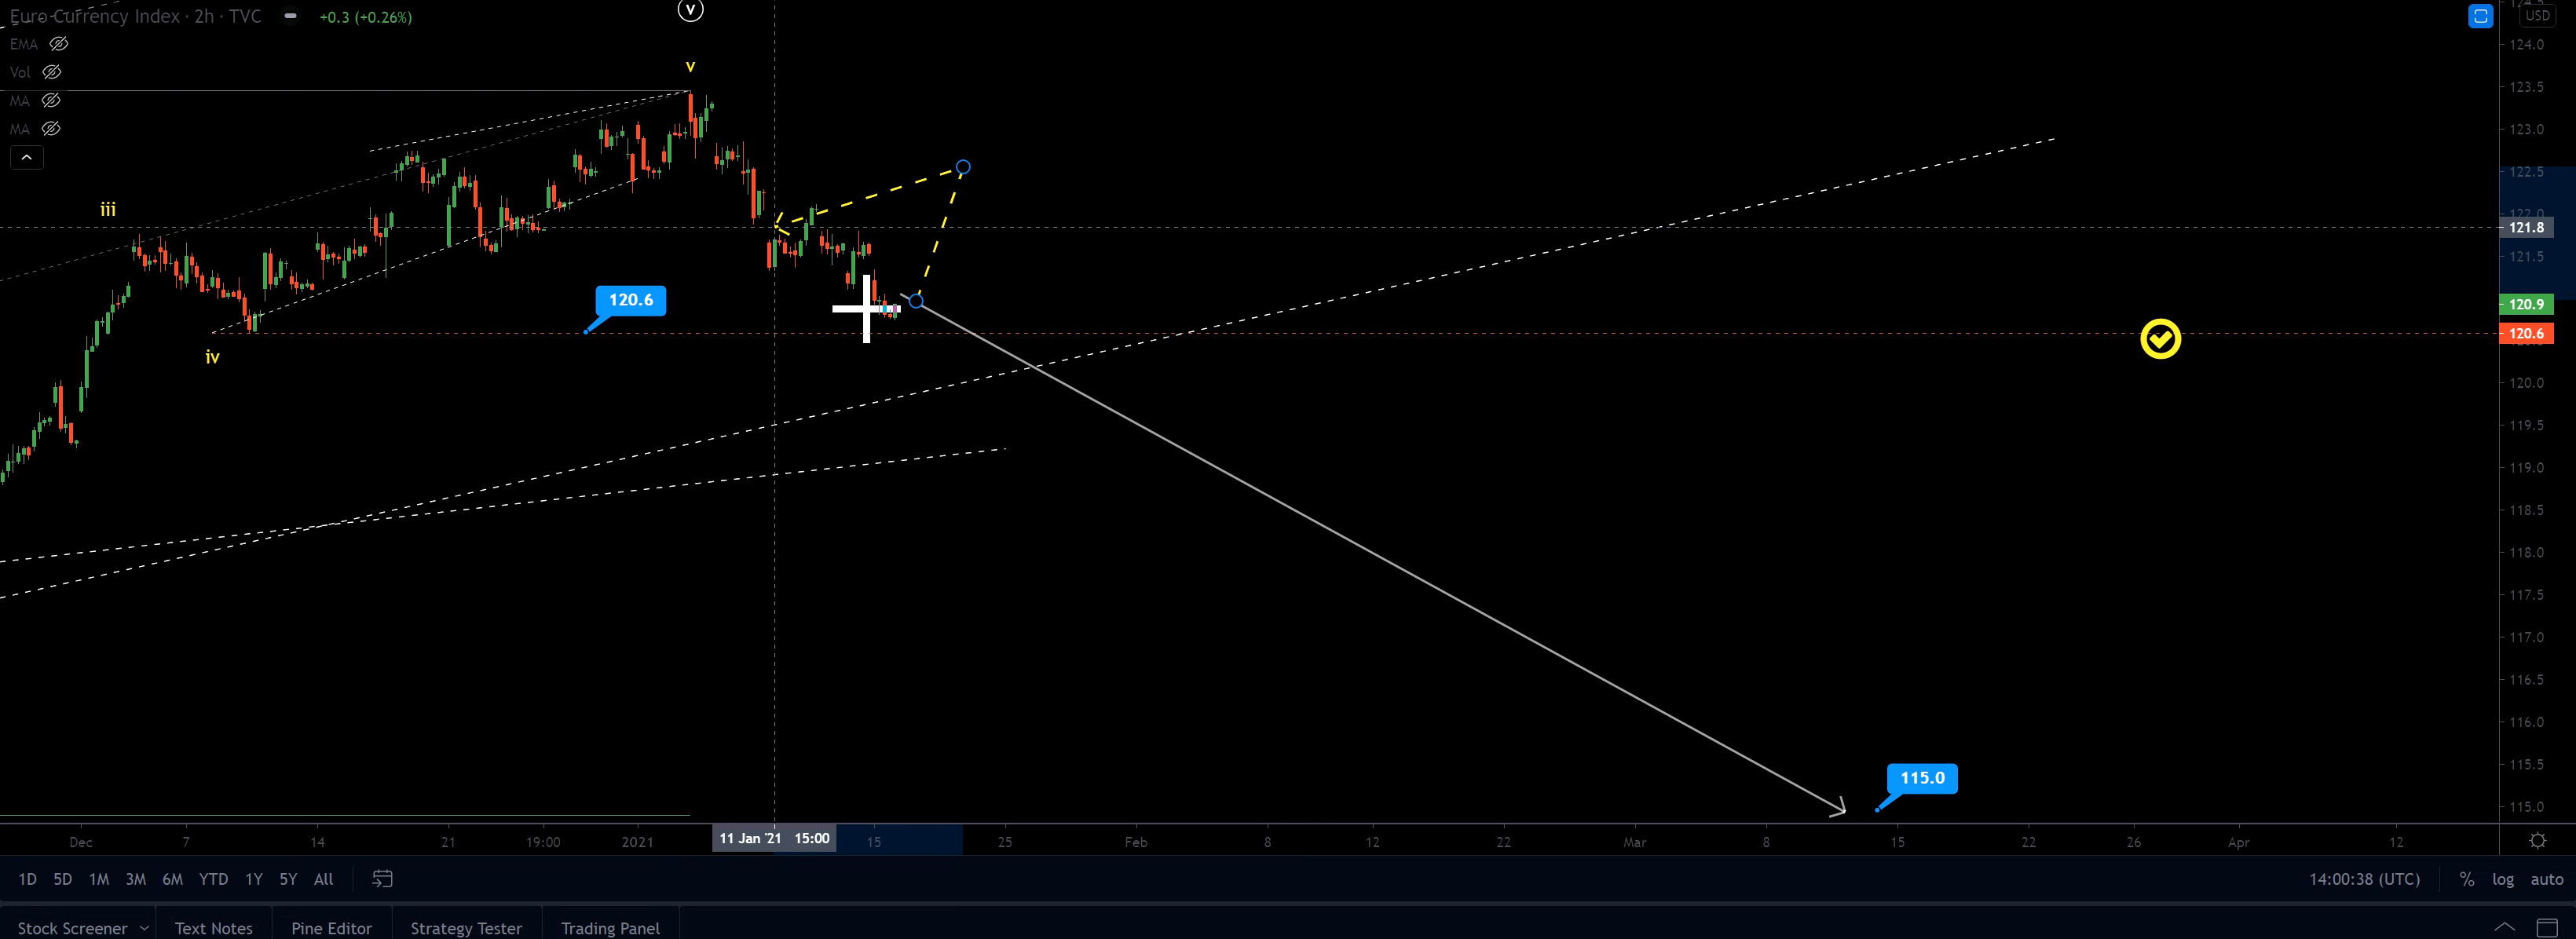 Euro Currency Index · 2h · TVC +0.3 (+0.26%)
EMA
Vol
MA
MA
v
v
iii
iv
120.6
115.0
USD
124.0
123.5
123.0
122.5
122.0
121.8
121.5
120.9
120.6
120.0
119.5
119.0
118.5
118.0
117.5
117.0
116.5
116.0
115.5
115.0
Dec 7 14 21 19:00 2021 11 Jan '21 15:00 15 25 Feb 8 12 22 Mar 8 15 22 26 Apr 12
1D 5D 1M 3M 6M YTD 1Y 5Y All 14:00:38 (UTC) % log auto
Stock Screener Text Notes Pine Editor Strategy Tester Trading Panel